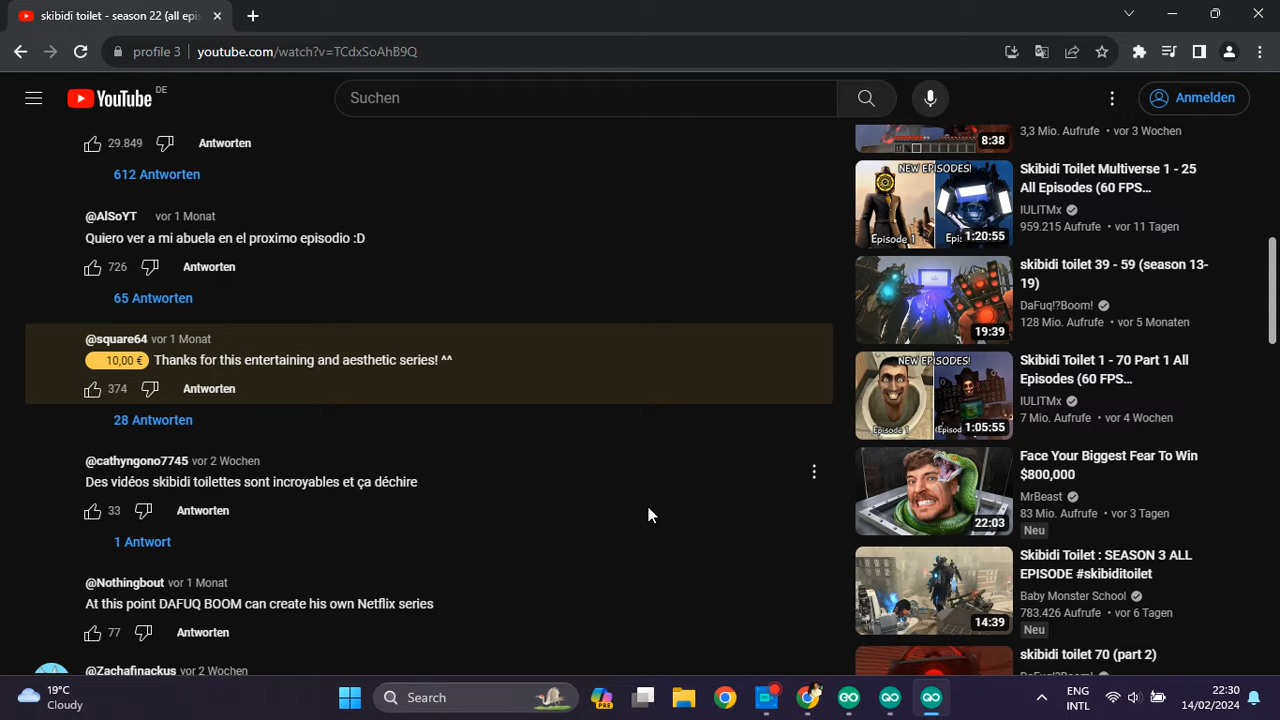 skibidi toilet - season 22 (all epis
profile 3 youtube.com/watch?v=TCdxSoAhB9Q
YouTube DE
Suchen
Anmelden
29.849 Antworten
612 Antworten
@AlSoYT vor 1 Monat
Quiero ver a mi abuela en el proximo episodio :D
726 Antworten
65 Antworten
@square64 vor 1 Monat
10,00 € Thanks for this entertaining and aesthetic series! ^^
374 Antworten
28 Antworten
@cathyngono7745 vor 2 Wochen
Des vidéos skibidi toilettes sont incroyables et ça déchire
33 Antworten
1 Antwort
@Nothingbout vor 1 Monat
At this point DAFUQ BOOM can create his own Netflix series
77 Antworten
@Zachafinackus vor 2 Wochen
3,3 Mio. Aufrufe • vor 3 Wochen
8:38
NEW EPISODES!
Episode 1
1:20:55
Skibidi Toilet Multiverse 1 - 25
All Episodes (60 FPS...
IULITMx
959.215 Aufrufe • vor 11 Tagen
19:39
skibidi toilet 39 - 59 (season 13-
19)
DaFuq!?Boom!
128 Mio. Aufrufe • vor 5 Monaten
NEW EPISODES!
Episode 1
1:05:55
Skibidi Toilet 1 - 70 Part 1 All
Episodes (60 FPS...
IULITMx
7 Mio. Aufrufe • vor 4 Wochen
22:03
Face Your Biggest Fear To Win
$800,000
MrBeast
83 Mio. Aufrufe • vor 3 Tagen
Neu
14:39
Skibidi Toilet : SEASON 3 ALL
EPISODE #skibiditoilet
Baby Monster School
783.426 Aufrufe • vor 6 Tagen
Neu
skibidi toilet 70 (part 2)
19°C
Cloudy
Search
PRE
ENG
INTL
22:30
14/02/2024